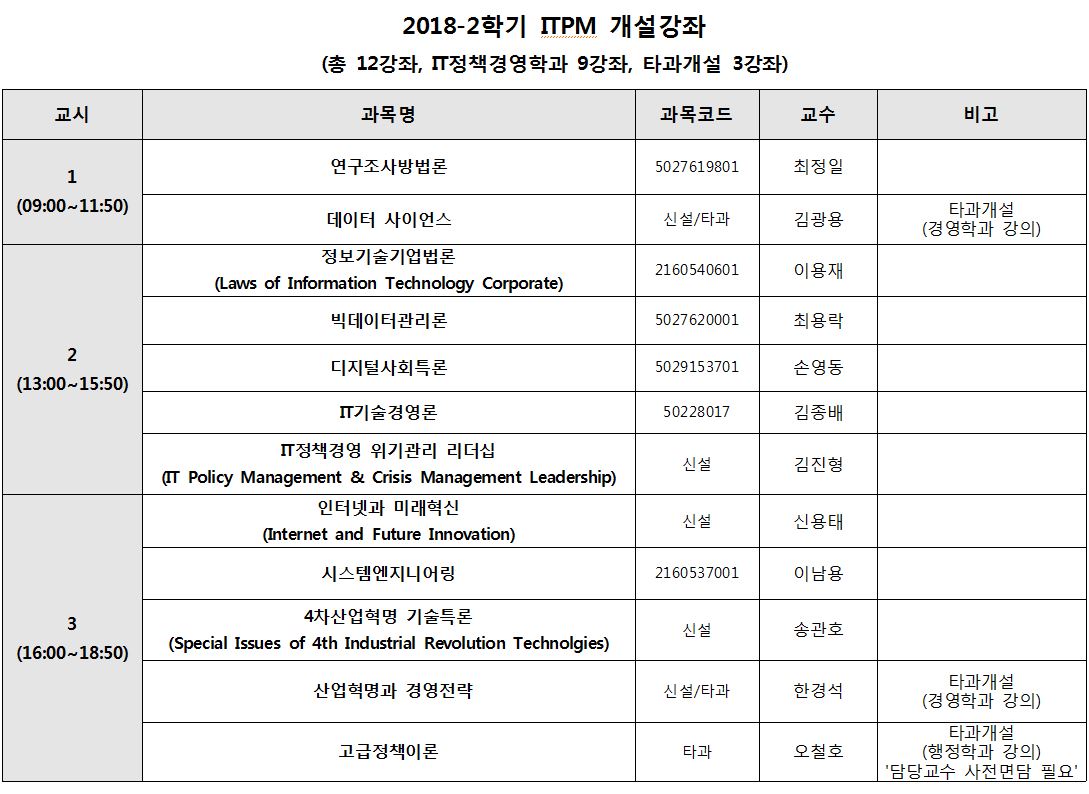 2018-2학기 ITPM 개설강좌
(총 12강좌, IT정책경영학과 9강좌, 타과개설 3강좌)
교시 과목명 과목코드 교수 비고
1
(09:00~11:50)
연구조사방법론 5027619801 최정일
데이터 사이언스 신설/타과 김광용 타과개설
(경영학과 강의)
2
(13:00~15:50)
정보기술기업법론
(Laws of Information Technology Corporate) 2160540601 이용재
빅데이터관리론 5027620001 최용락
디지털사회특론 5029153701 손영동
IT기술경영론 50228017 김종배
IT정책경영 위기관리 리더십
(IT Policy Management & Crisis Management Leadership) 신설 김진형
3
(16:00~18:50)
인터넷과 미래혁신
(Internet and Future Innovation) 신설 신용태
시스템엔지니어링 2160537001 이남용
4차산업혁명 기술특론
(Special Issues of 4th Industrial Revolution Technolgies) 신설 송관호
산업혁명과 경영전략 신설/타과 한경석 타과개설
(경영학과 강의)
고급정책이론 타과 오철호 타과개설
(행정학과 강의)
'담당교수 사전면담 필요'